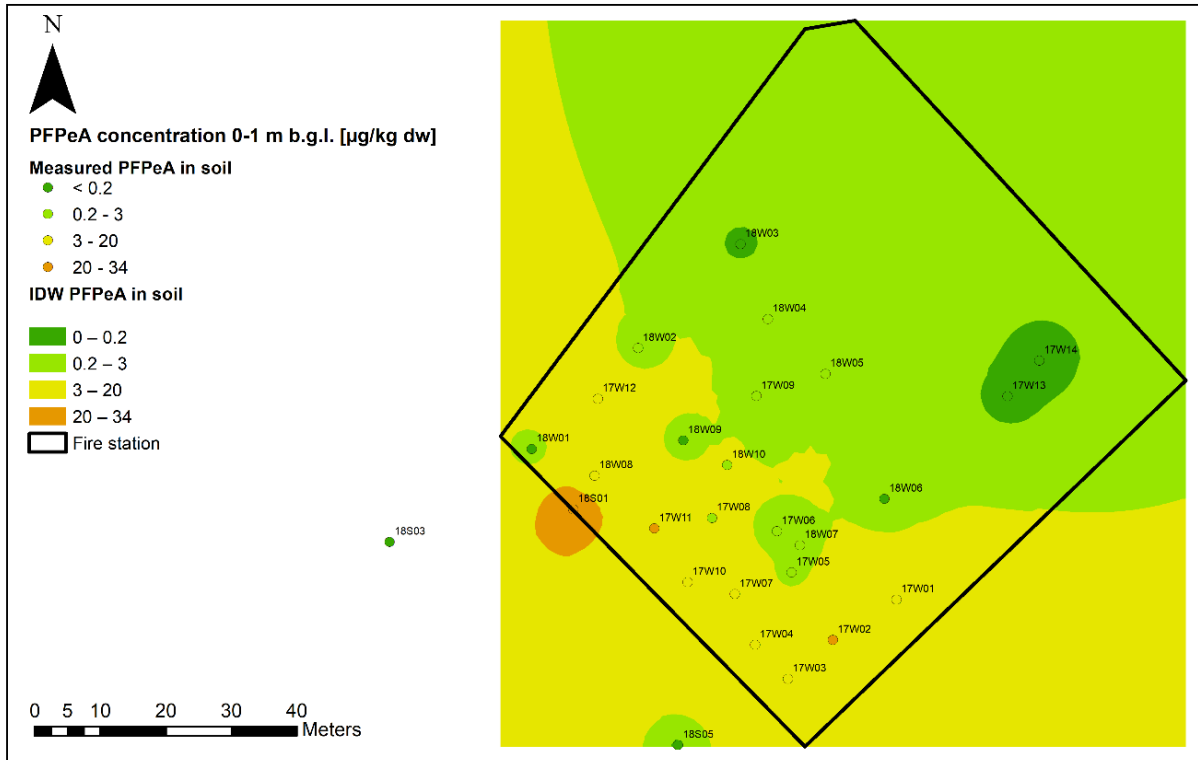 N
PFPeA concentration 0-1 m b.g.l. [µg/kg dw]
Measured PFPeA in soil
< 0.2
0.2 - 3
3 - 20
20 - 34
IDW PFPeA in soil
0 – 0.2
0.2 – 3
3 – 20
20 – 34
Fire station
0 5 10 20 30 40
Meters
18W03
18W04
18W02
17W14
18W05
17W13
17W12
17W09
18W09
18W01
18W10
18W08
18W06
18S01
17W08
17W11
17W06
18W07
18S03
17W05
17W10
17W07
17W01
17W02
17W04
17W03
18S05